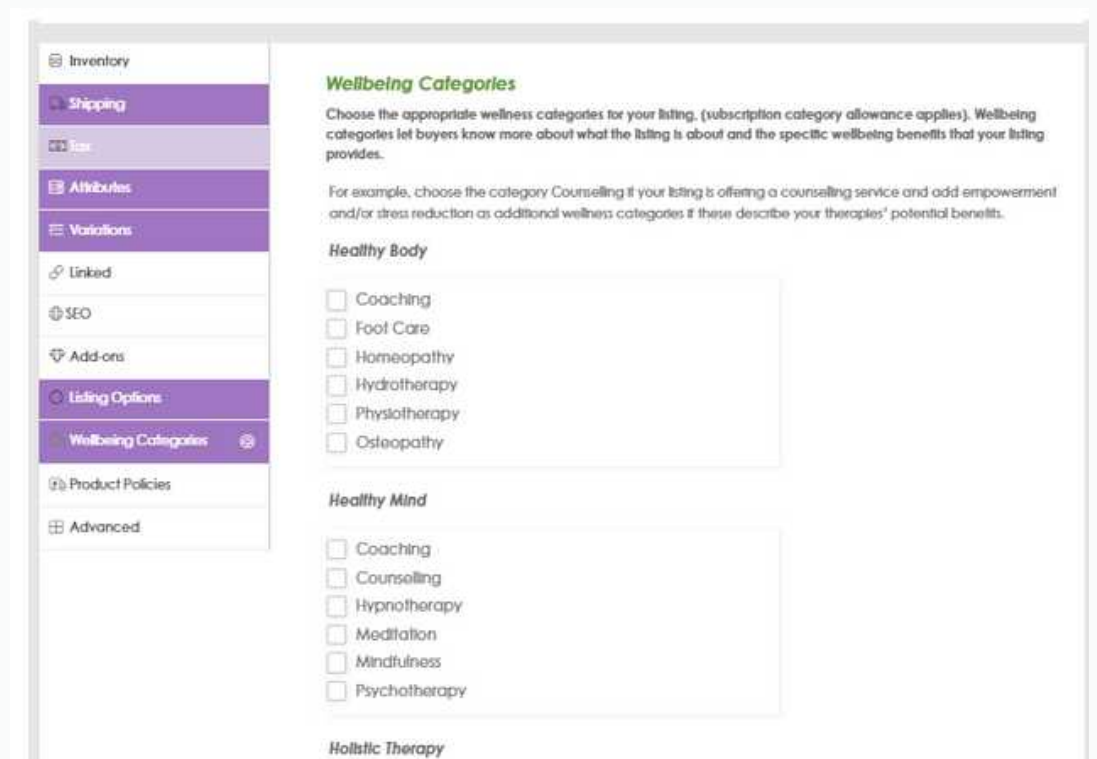 Inventory
Shipping
Tax
Attributes
Variations
Linked
SEO
Add-ons
Listing Options
Wellbeing Categories
Product Policies
Advanced
Wellbeing Categories
Choose the appropriate wellness categories for your listing, (subscription category allowance applies). Wellbeing
categories let buyers know more about what the listing is about and the specific wellbeing benefits that your listing
provides.
For example, choose the category Counselling if your listing is offering a counselling service and add empowerment
and/or stress reduction as additional wellness categories if these describe your therapies' potential benefits.
Healthy Body
Coaching
Foot Care
Homeopathy
Hydrotherapy
Physiotherapy
Osteopathy
Healthy Mind
Coaching
Counselling
Hypnotherapy
Meditation
Mindfulness
Psychotherapy
Holistic Therapy